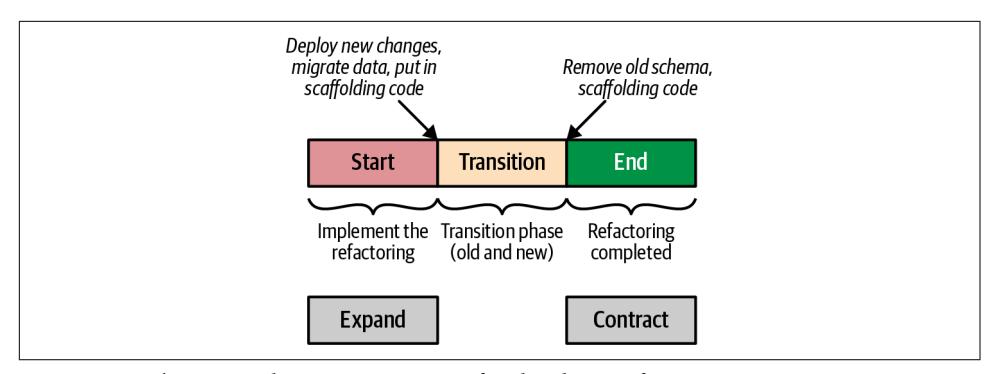 Deploy new changes,
migrate data, put in
scaffolding code
Remove old schema,
scaffolding code
Start
Transition
End
Implement the
refactoring
Transition phase
(old and new)
Refactoring
completed
Expand
Contract